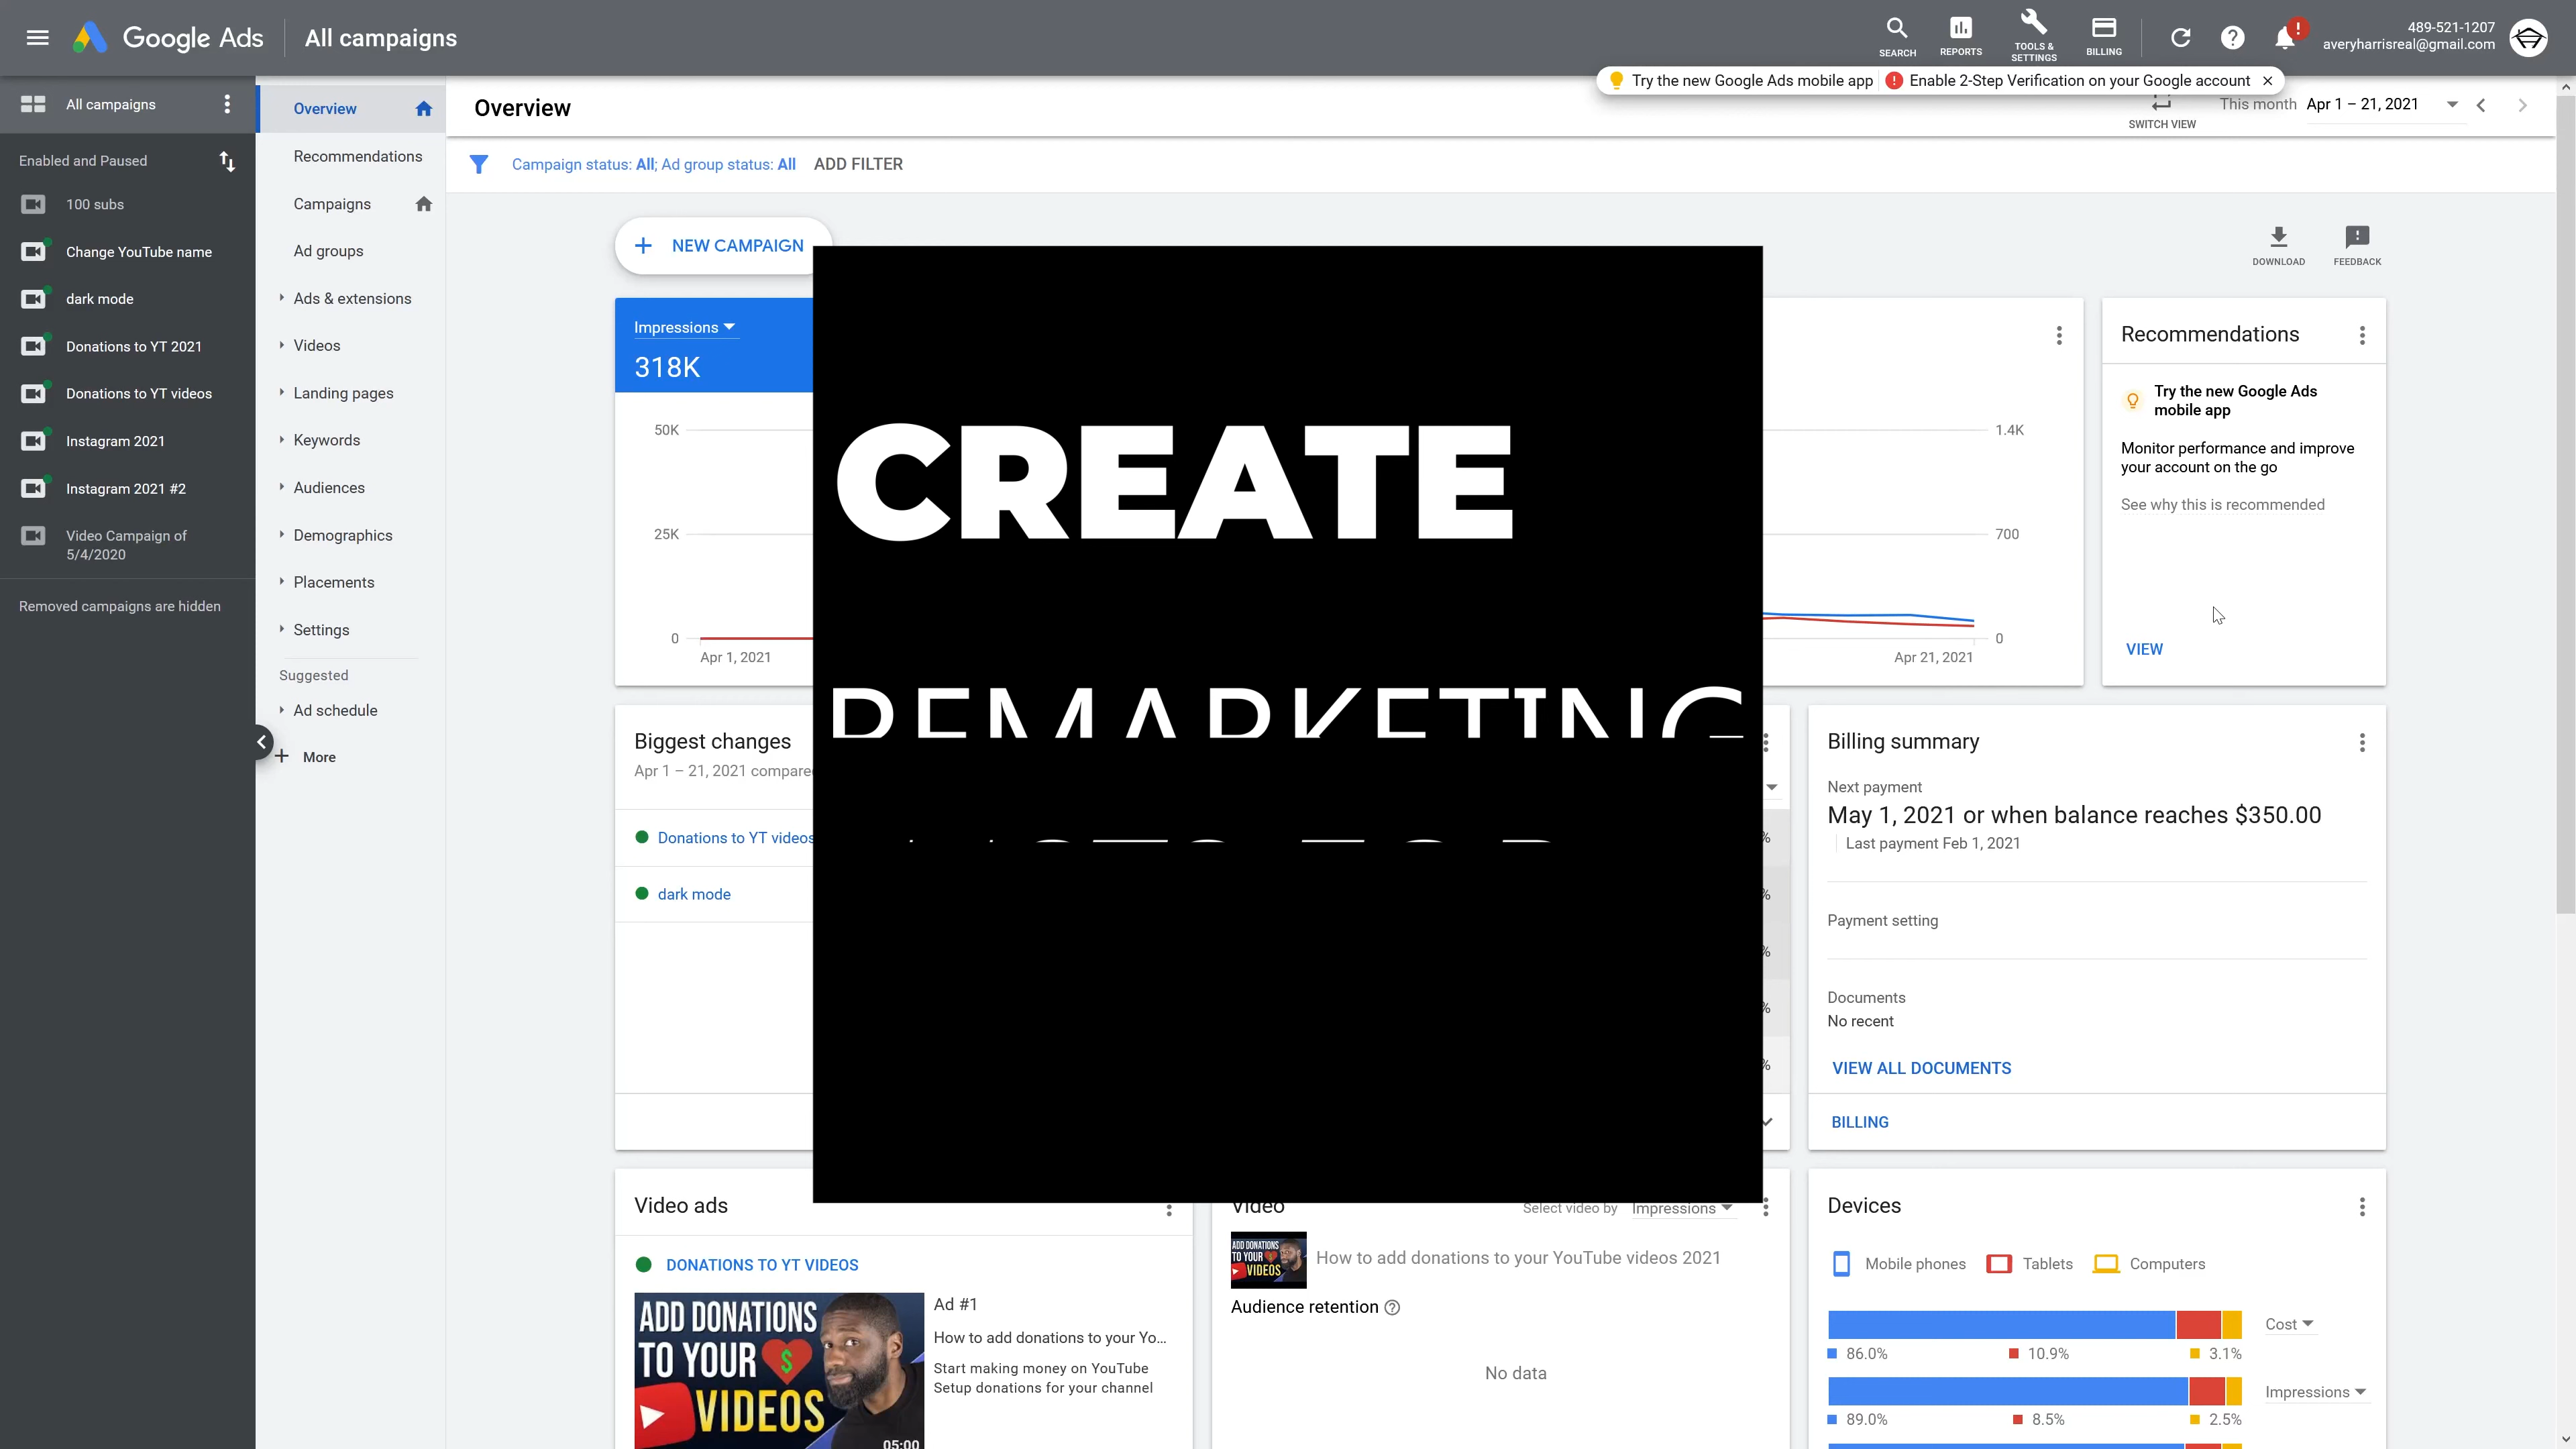 Google Ads
All campaigns
SEARCH
REPORTS
TOOLS &
SETTINGS
BILLING
489-521-1207
averyharrisreal@gmail.com
Try the new Google Ads mobile app
Enable 2-Step Verification on your Google account
All campaigns
Enabled and Paused
100 subs
Change YouTube name
dark mode
Donations to YT 2021
Donations to YT videos
Instagram 2021
Instagram 2021 #2
Video Campaign of
5/4/2020
Removed campaigns are hidden
Overview
Recommendations
Campaigns
Ad groups
Ads & extensions
Videos
Landing pages
Keywords
Audiences
Demographics
Placements
Settings
Suggested
Ad schedule
More
Overview
SWITCH VIEW
This month
Apr 1 – 21, 2021
Campaign status: All; Ad group status: All
ADD FILTER
NEW CAMPAIGN
DOWNLOAD
FEEDBACK
Impressions
318K
50K
25K
0
Apr 1, 2021
1.4K
700
0
Apr 21, 2021
CREATE
REMARKETING
Recommendations
Try the new Google Ads
mobile app
Monitor performance and improve
your account on the go
See why this is recommended
VIEW
Biggest changes
Apr 1 – 21, 2021
Donations to YT videos
dark mode
%
%
%
%
%
Billing summary
Next payment
May 1, 2021 or when balance reaches $350.00
Last payment Feb 1, 2021
Payment setting
Documents
No recent
VIEW ALL DOCUMENTS
BILLING
Video ads
DONATIONS TO YT VIDEOS
ADD DONATIONS
TO YOUR
$
VIDEOS
05:00
Ad #1
How to add donations to your Yo...
Start making money on YouTube
Setup donations for your channel
Video
Select video by
Impressions
ADD DONATIONS
TO YOUR
VIDEOS
How to add donations to your YouTube videos 2021
Audience retention
No data
Devices
Mobile phones
Tablets
Computers
Cost
86.0%
10.9%
3.1%
Impressions
89.0%
8.5%
2.5%